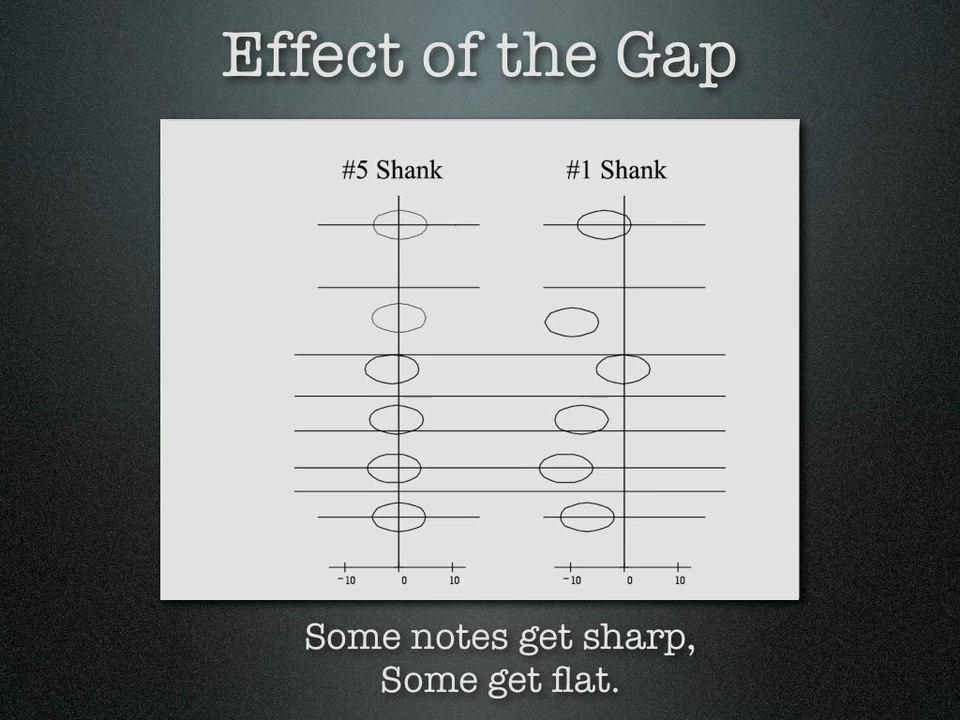 Effect of the Gap
#5 Shank #1 Shank
-10 0 10 -10 0 10
Some notes get sharp,
Some get flat.